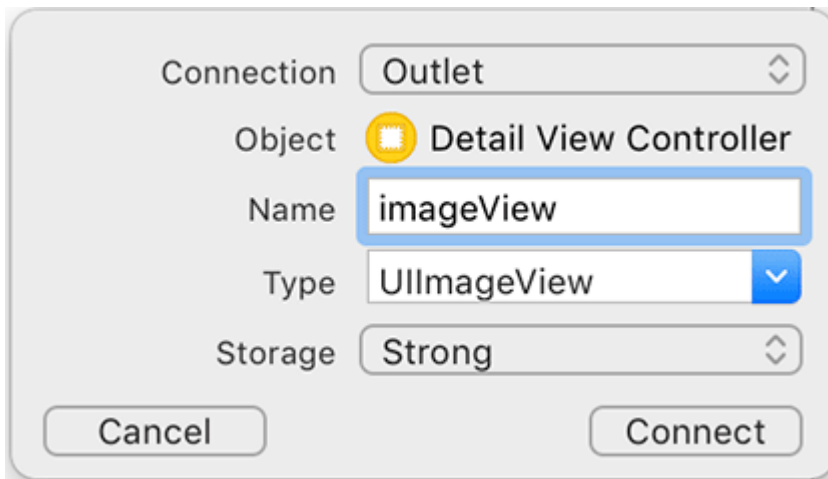 Connection Outlet
Object Detail View Controller
Name imageView
Type UIImageView
Storage Strong
Cancel Connect